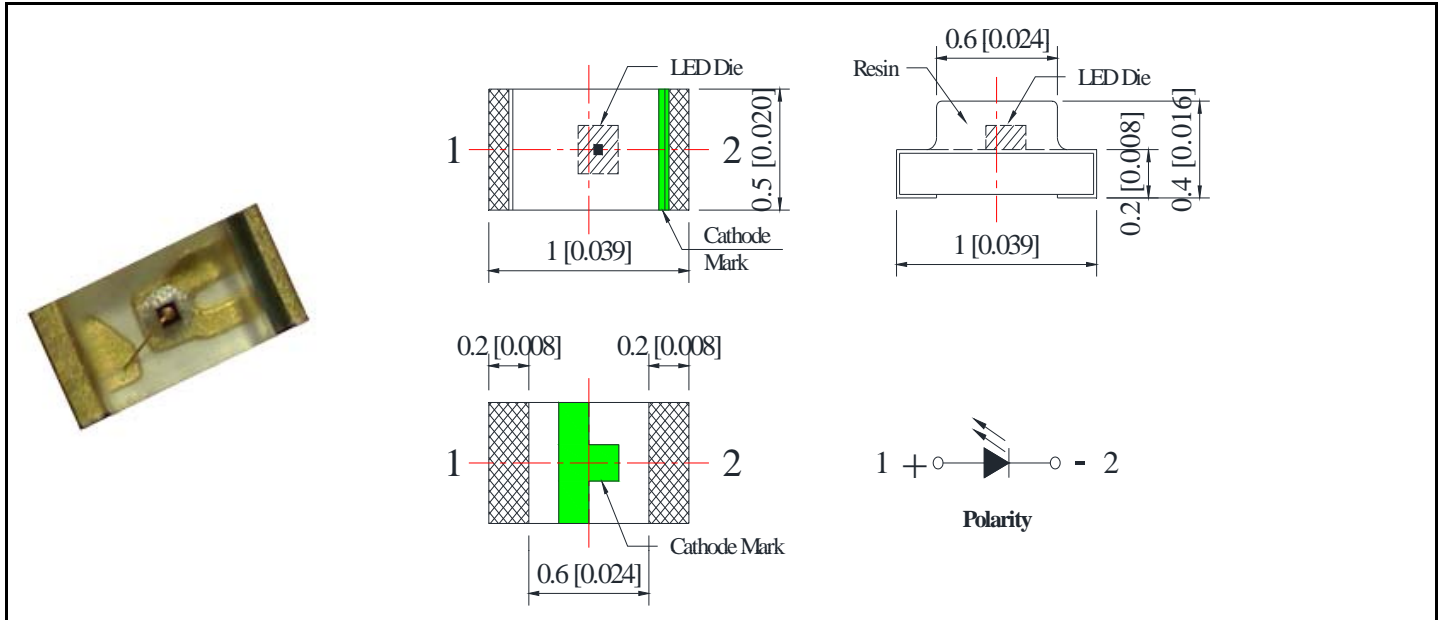 LED Die
1
2
0.5 [0.020]
Cathode
Mark
1 [0.039]
0.6 [0.024]
Resin
LED Die
0.2 [0.008]
0.4 [0.016]
1 [0.039]
0.2 [0.008]
0.2 [0.008]
1
2
Cathode Mark
0.6 [0.024]
1 + - 2
Polarity